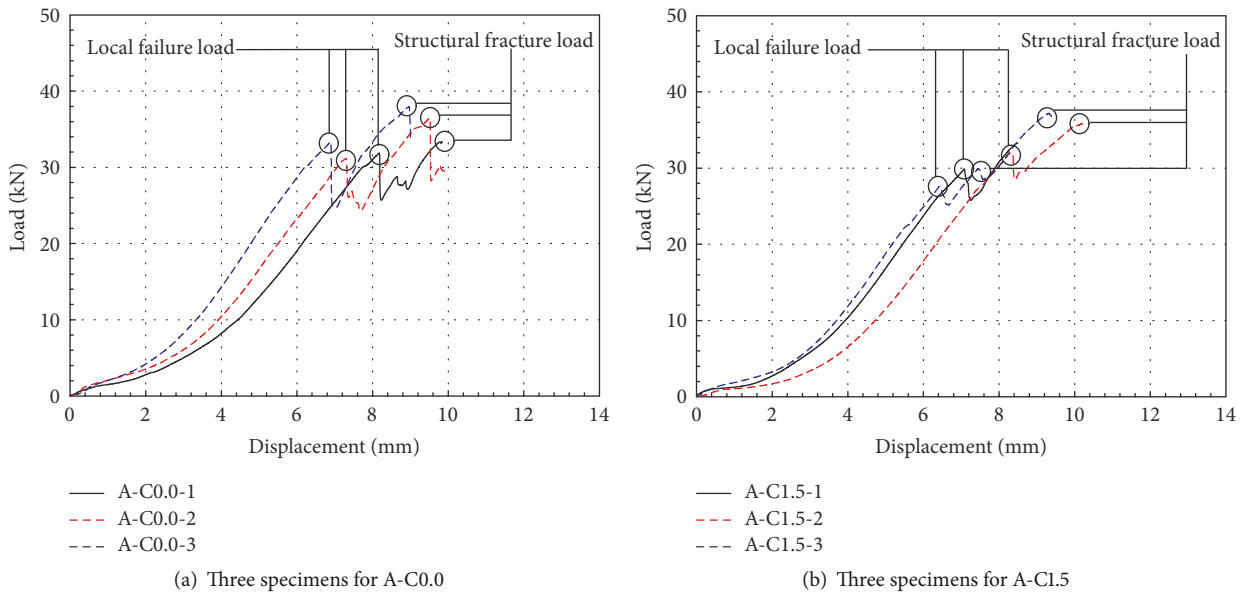 50
40
30
20
10
0
Load (kN)
Local failure load
Structural fracture load
0 2 4 6 8 10 12 14
Displacement (mm)
A-C0.0-1
A-C0.0-2
A-C0.0-3
(a) Three specimens for A-C0.0
50
40
30
20
10
0
Load (kN)
Local failure load
Structural fracture load
0 2 4 6 8 10 12 14
Displacement (mm)
A-C1.5-1
A-C1.5-2
A-C1.5-3
(b) Three specimens for A-C1.5